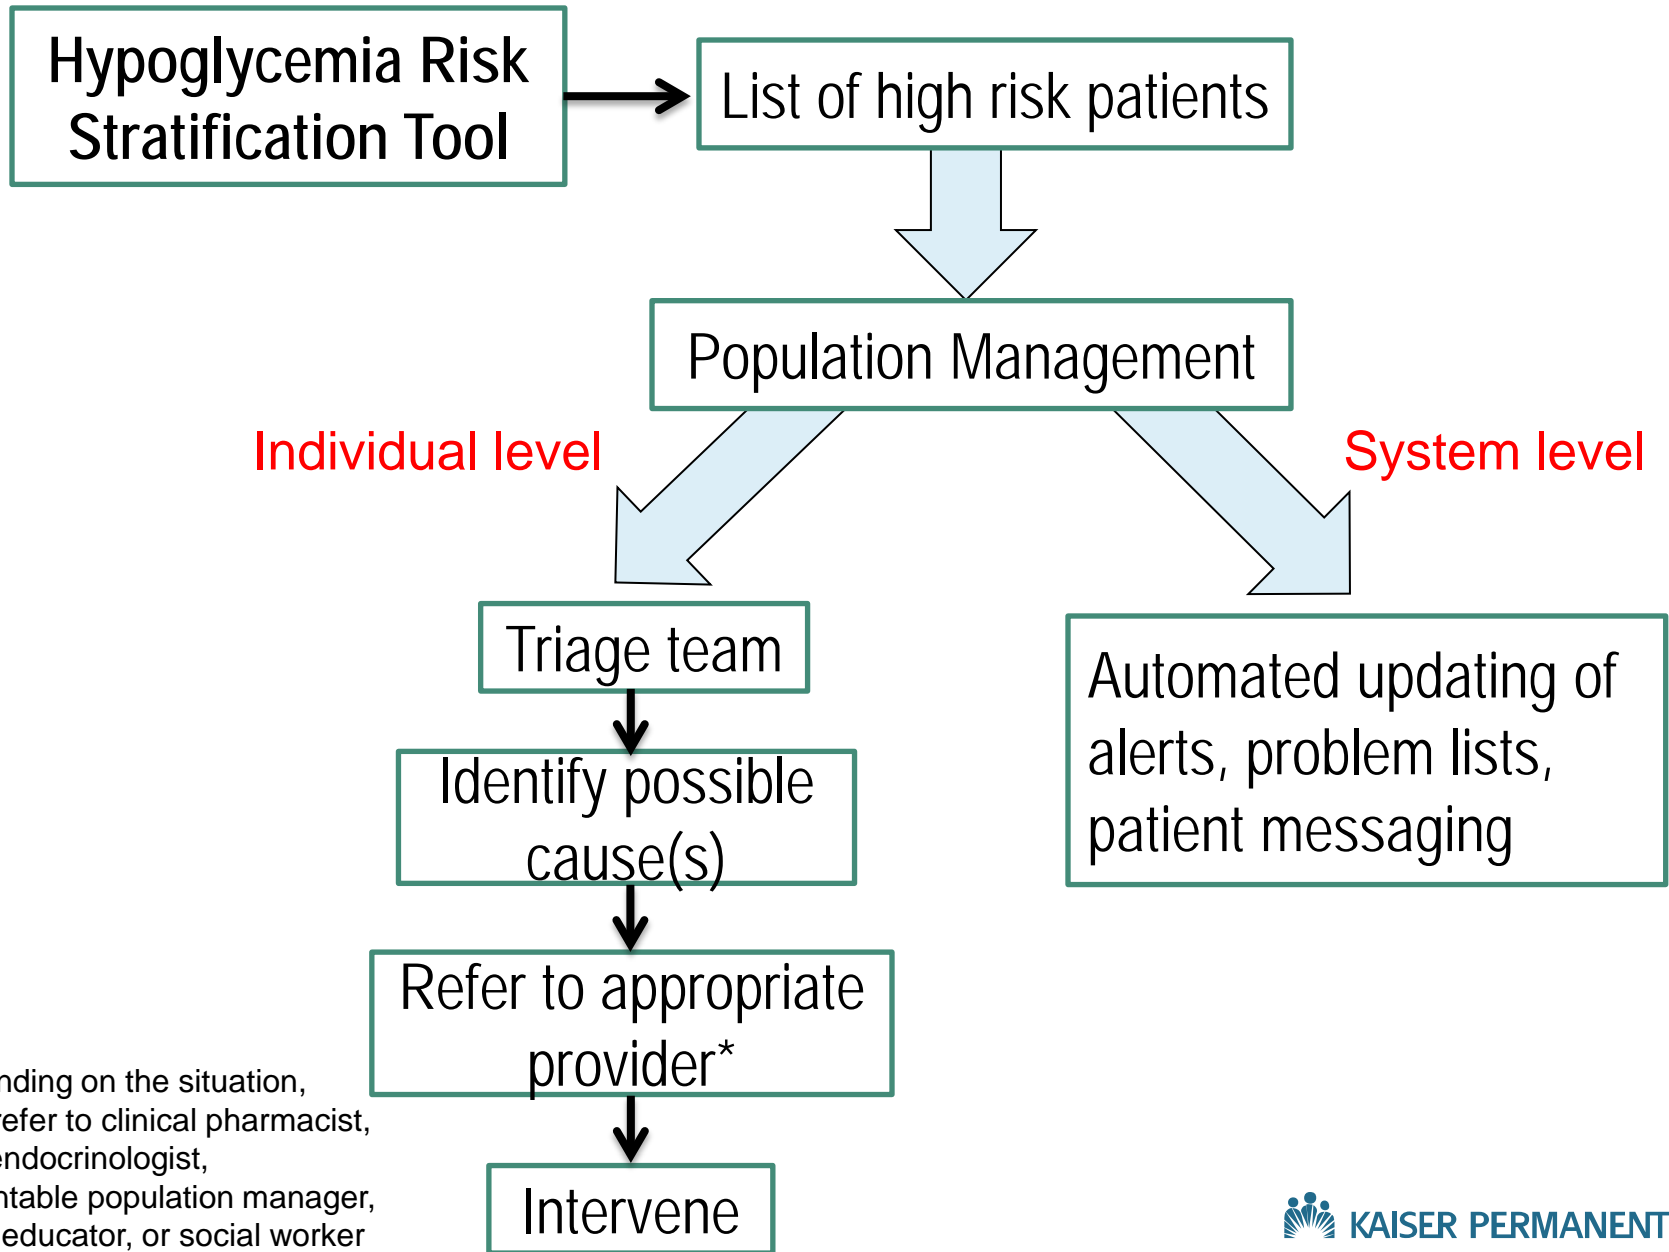 Hypoglycemia Risk
Stratification Tool
List of high risk patients
Population Management
Individual level
System level
Triage team
Automated updating of
alerts, problem lists,
patient messaging
Identify possible
cause(s)
Refer to appropriate
provider*
nding on the situation,
refer to clinical pharmacist,
endocrinologist,
ntable population manager,
educator, or social worker
Intervene
KAISER PERMANENT